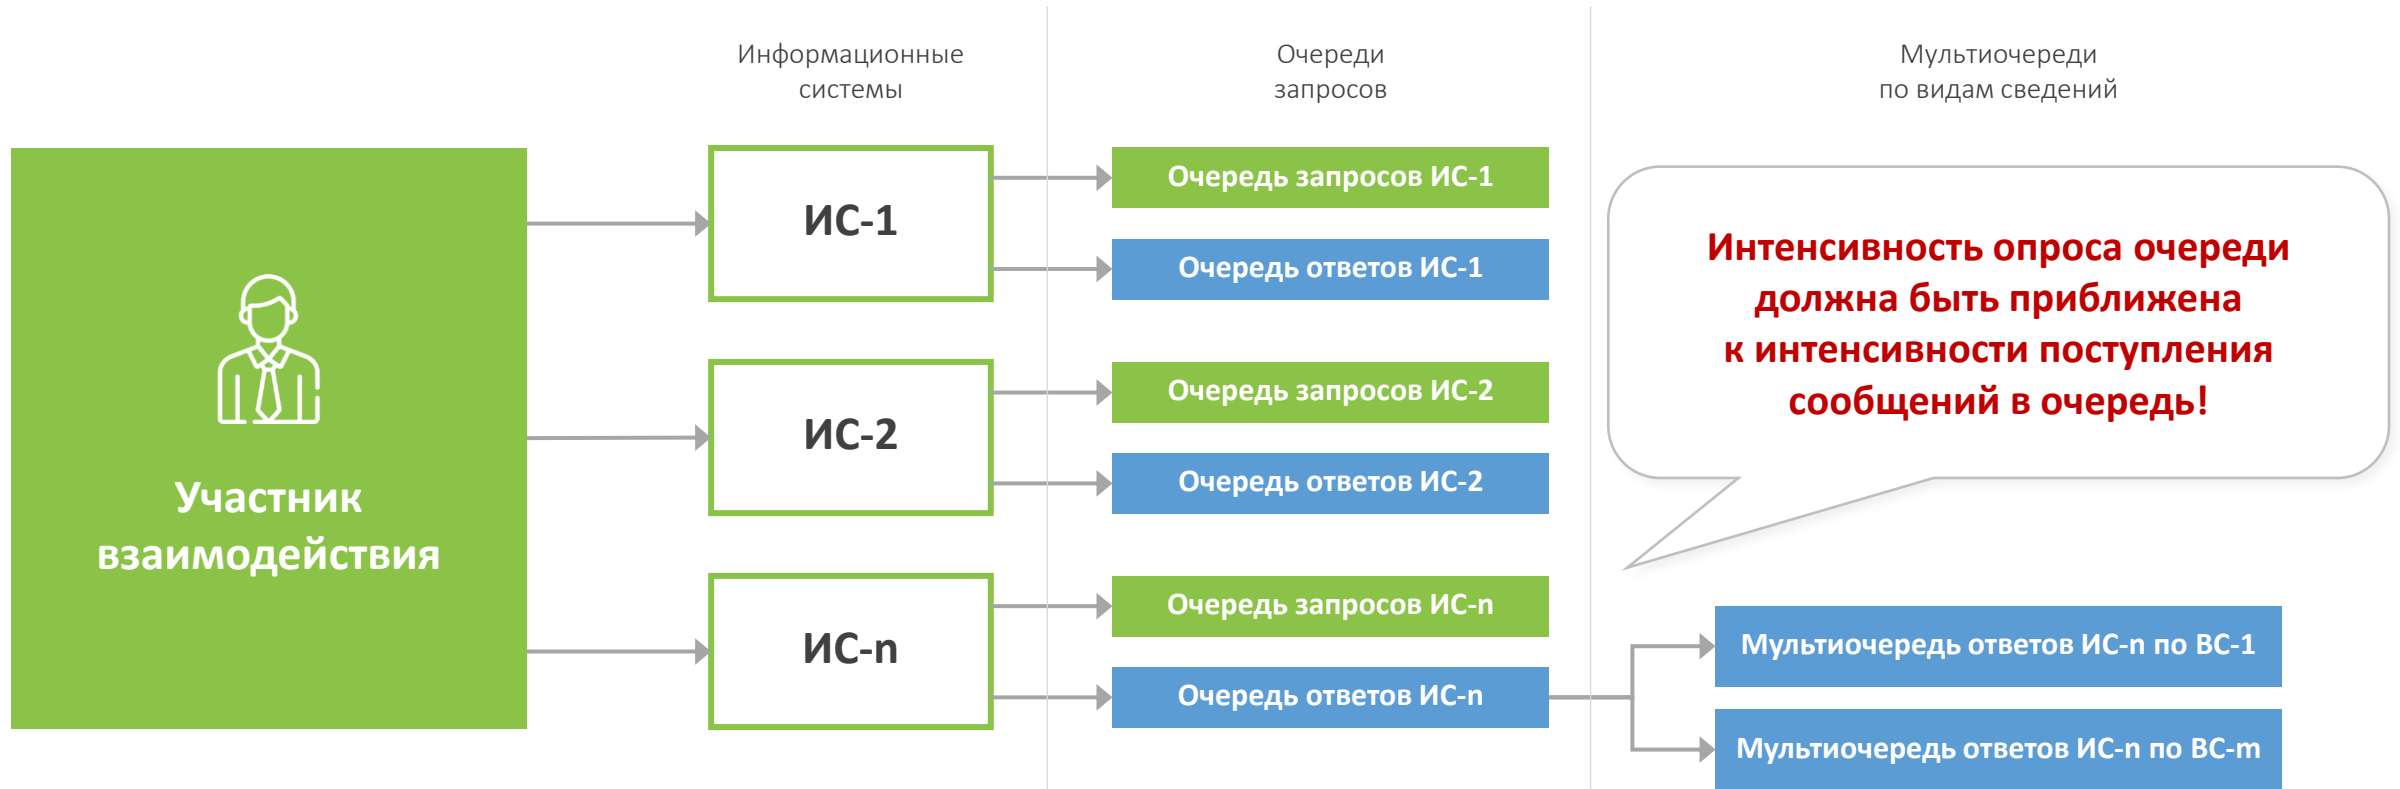 Информационные
системы
Очереди
запросов
Мультиочереди
по видам сведений
Участник
взаимодействия
ИС-1
Очередь запросов ИС-1
Очередь ответов ИС-1
ИС-2
Очередь запросов ИС-2
Очередь ответов ИС-2
ИС-n
Очередь запросов ИС-n
Очередь ответов ИС-n
Интенсивность опроса очереди
должна быть приближена
к интенсивности поступления
сообщений в очередь!
Мультиочередь ответов ИС-n по ВС-1
Мультиочередь ответов ИС-n по ВС-m